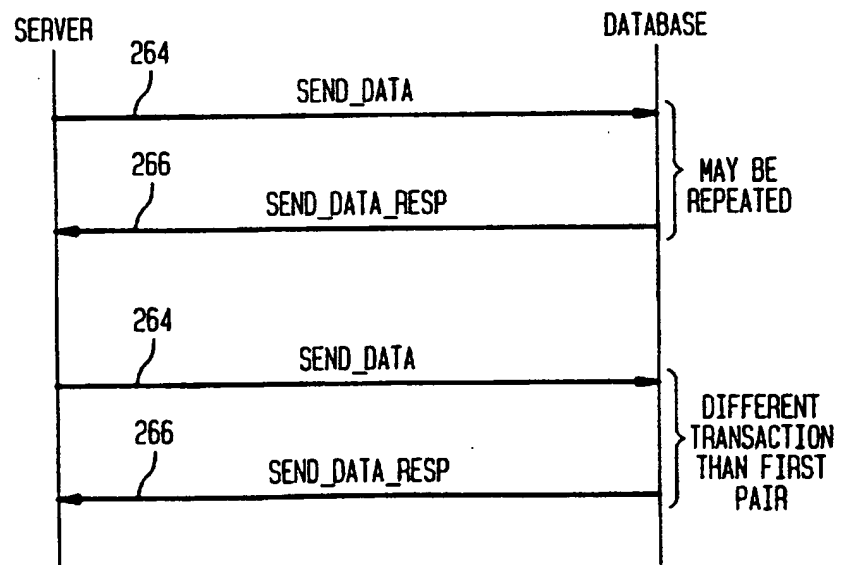 SERVER
DATABASE
264
SEND_DATA
266
SEND_DATA_RESP
MAY BE
REPEATED
264
SEND_DATA
266
SEND_DATA_RESP
DIFFERENT
TRANSACTION
THAN FIRST
PAIR